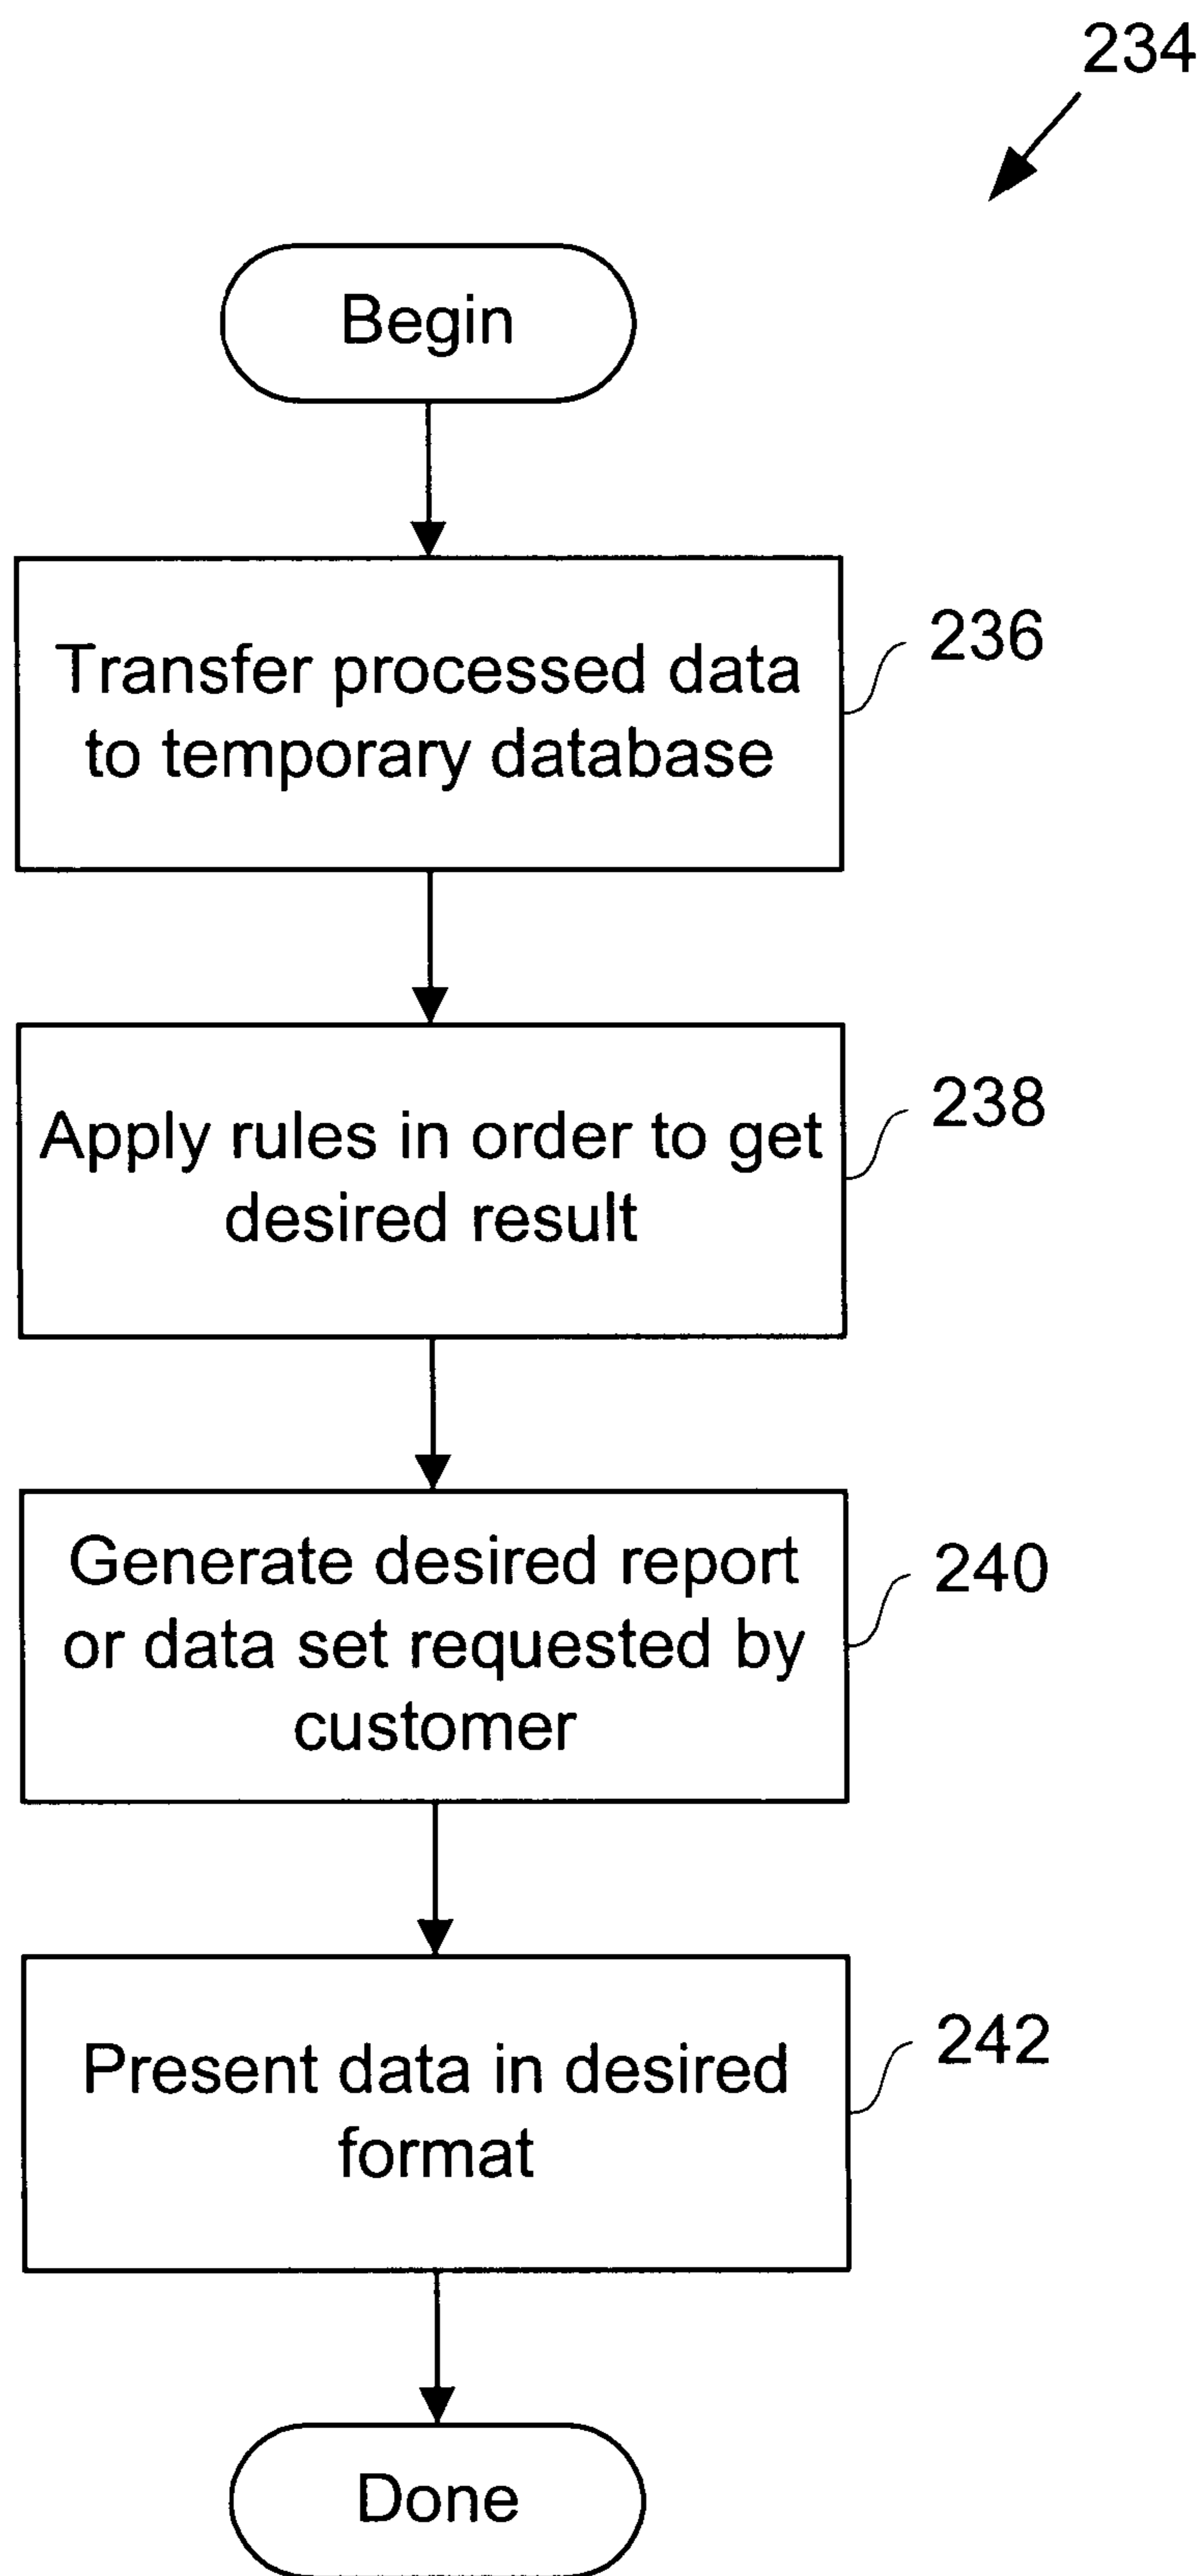 234
Begin
Transfer processed data
to temporary database
236
Apply rules in order to get
desired result
238
Generate desired report
or data set requested by
customer
240
Present data in desired
format
242
Done